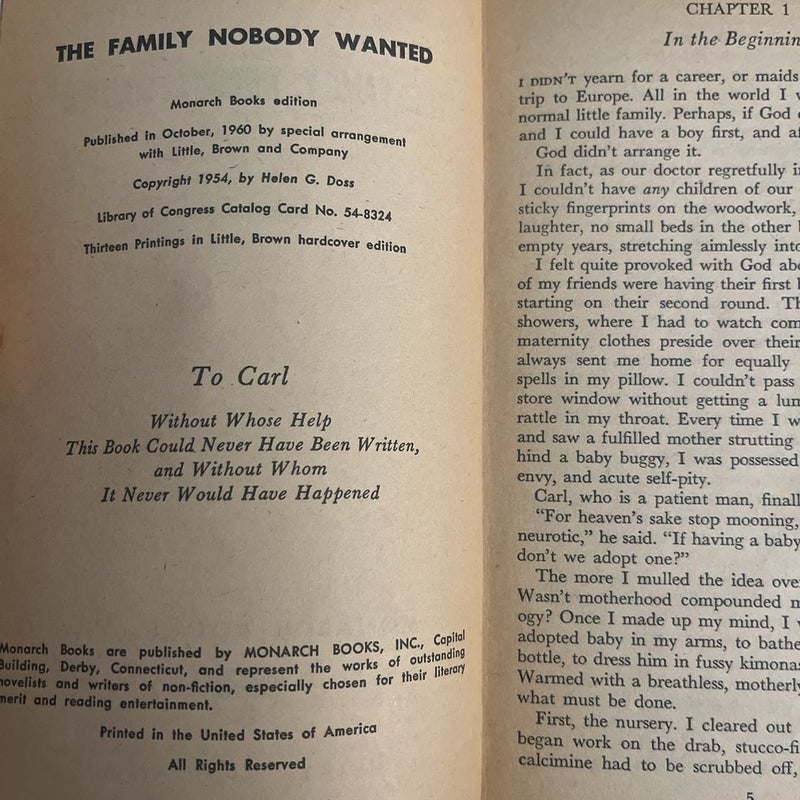 THE FAMILY NOBODY WANTED
Monarch Books edition
Published in October, 1960 by special arrangement
with Little, Brown and Company
Copyright 1954, by Helen G. Doss
Library of Congress Catalog Card No. 54-8324
Thirteen Printings in Little, Brown hardcover edition
To Carl
Without Whose Help
This Book Could Never Have Been Written,
and Without Whom
It Never Would Have Happened
Monarch Books are published by MONARCH BOOKS, INC., Capital
Building, Derby, Connecticut, and represent the works of outstanding
novelists and writers of non-fiction, especially chosen for their literary
merit and reading entertainment.
Printed in the United States of America
All Rights Reserved
CHAPTER 1
In the Beginnin
I DIDN'T yearn for a career, or maids
trip to Europe. All in the world I
normal little family. Perhaps, if God
and I could have a boy first, and
God didn't arrange it.
In fact, as our doctor regretfully
I couldn't have any children of our
sticky fingerprints on the woodwork,
laughter, no small beds in the other
empty years, stretching aimlessly into
I felt quite provoked with God
of my friends were having their first
starting on their second round.
showers, where I had to watch
maternity clothes preside over their
always sent me home for equally
spells in my pillow. I couldn't pass
store window without getting a
rattle in my throat. Every time I
and saw a fulfilled mother strutting
hind a baby buggy, I was possessed
envy, and acute self-pity.
Carl, who is a patient man,
"For heaven's sake stop mooning,
neurotic," he said. "If having a baby
don't we adopt one?"
The more I mulled the idea
Wasn't motherhood compounded
ogy? Once I made up my mind, I
adopted baby in my arms, to bathe
bottle, to dress him in fussy kimonas
Warmed with a breathless,
what must be done.
First, the nursery. I cleared out
began work on the drab,
calcimine had to be scrubbed off,
5